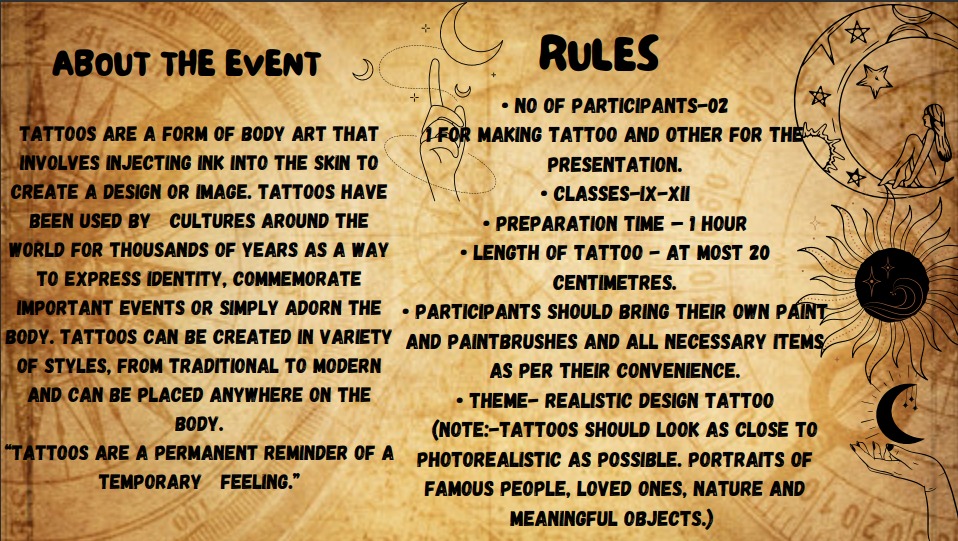 ABOUT THE EVENT
TATTOOS ARE A FORM OF BODY ART THAT
INVOLVES INJECTING INK INTO THE SKIN TO
CREATE A DESIGN OR IMAGE. TATTOOS HAVE
BEEN USED BY CULTURES AROUND THE
WORLD FOR THOUSANDS OF YEARS AS A WAY
TO EXPRESS IDENTITY, COMMEMORATE
IMPORTANT EVENTS OR SIMPLY ADORN THE
BODY. TATTOOS CAN BE CREATED IN VARIETY
OF STYLES, FROM TRADITIONAL TO MODERN
AND CAN BE PLACED ANYWHERE ON THE
BODY.
"TATTOOS ARE A PERMANENT REMINDER OF A
TEMPORARY FEELING."
RULES
• NO OF PARTICIPANTS-02
1 FOR MAKING TATTOO AND OTHER FOR THE
PRESENTATION.
• CLASSES-IX-XII
• PREPARATION TIME – 1 HOUR
• LENGTH OF TATTOO - AT MOST 20
CENTIMETRES.
• PARTICIPANTS SHOULD BRING THEIR OWN PAINT
AND PAINTBRUSHES AND ALL NECESSARY ITEMS
AS PER THEIR CONVENIENCE.
• THEME- REALISTIC DESIGN TATTOO
(NOTE:-TATTOOS SHOULD LOOK AS CLOSE TO
PHOTOREALISTIC AS POSSIBLE. PORTRAITS OF
FAMOUS PEOPLE, LOVED ONES, NATURE AND
MEANINGFUL OBJECTS.)